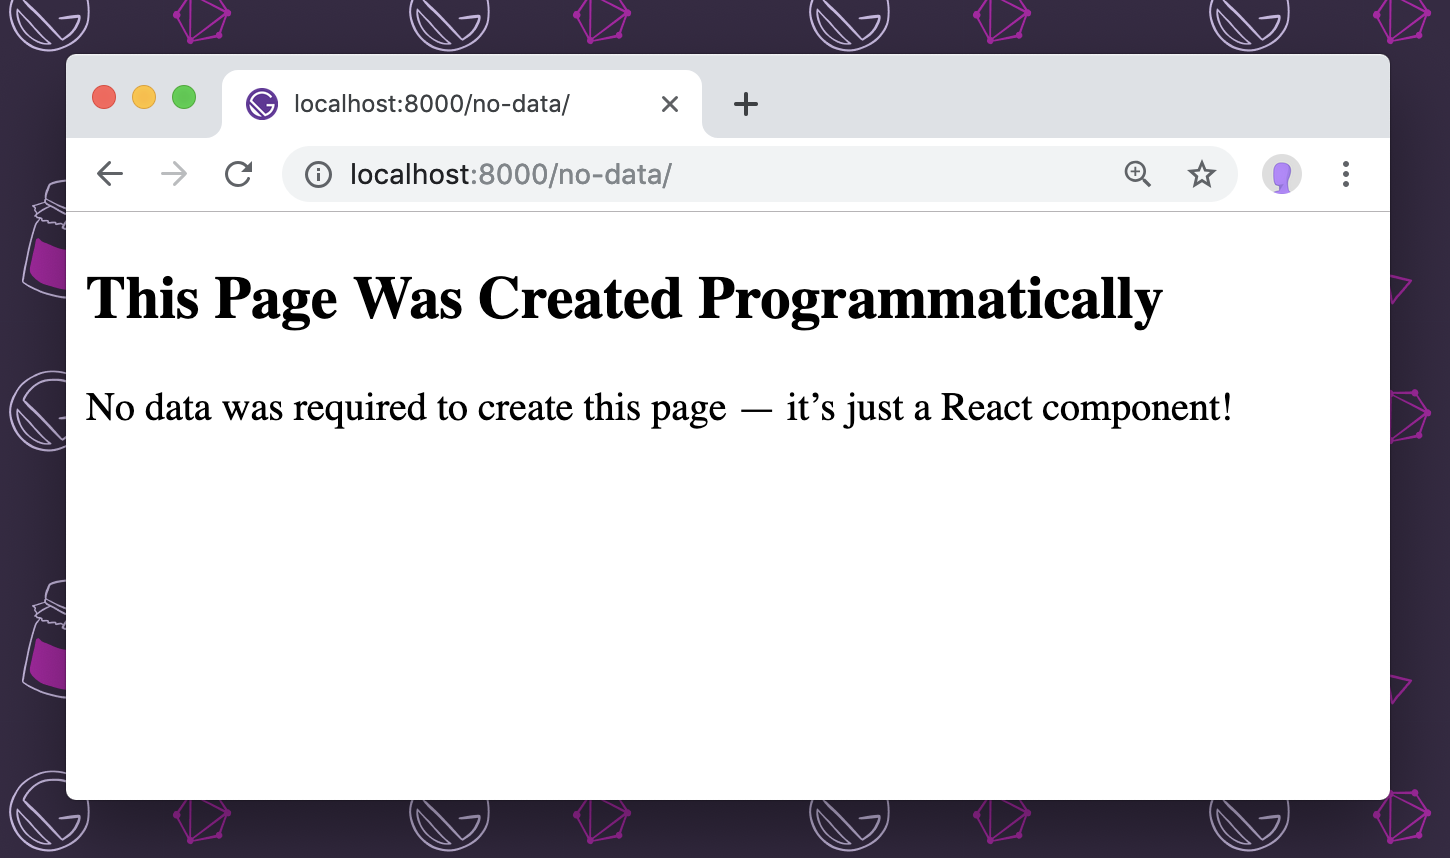 localhost:8000/no-data/
localhost:8000/no-data/
This Page Was Created Programmatically
No data was required to create this page — it’s just a React component!